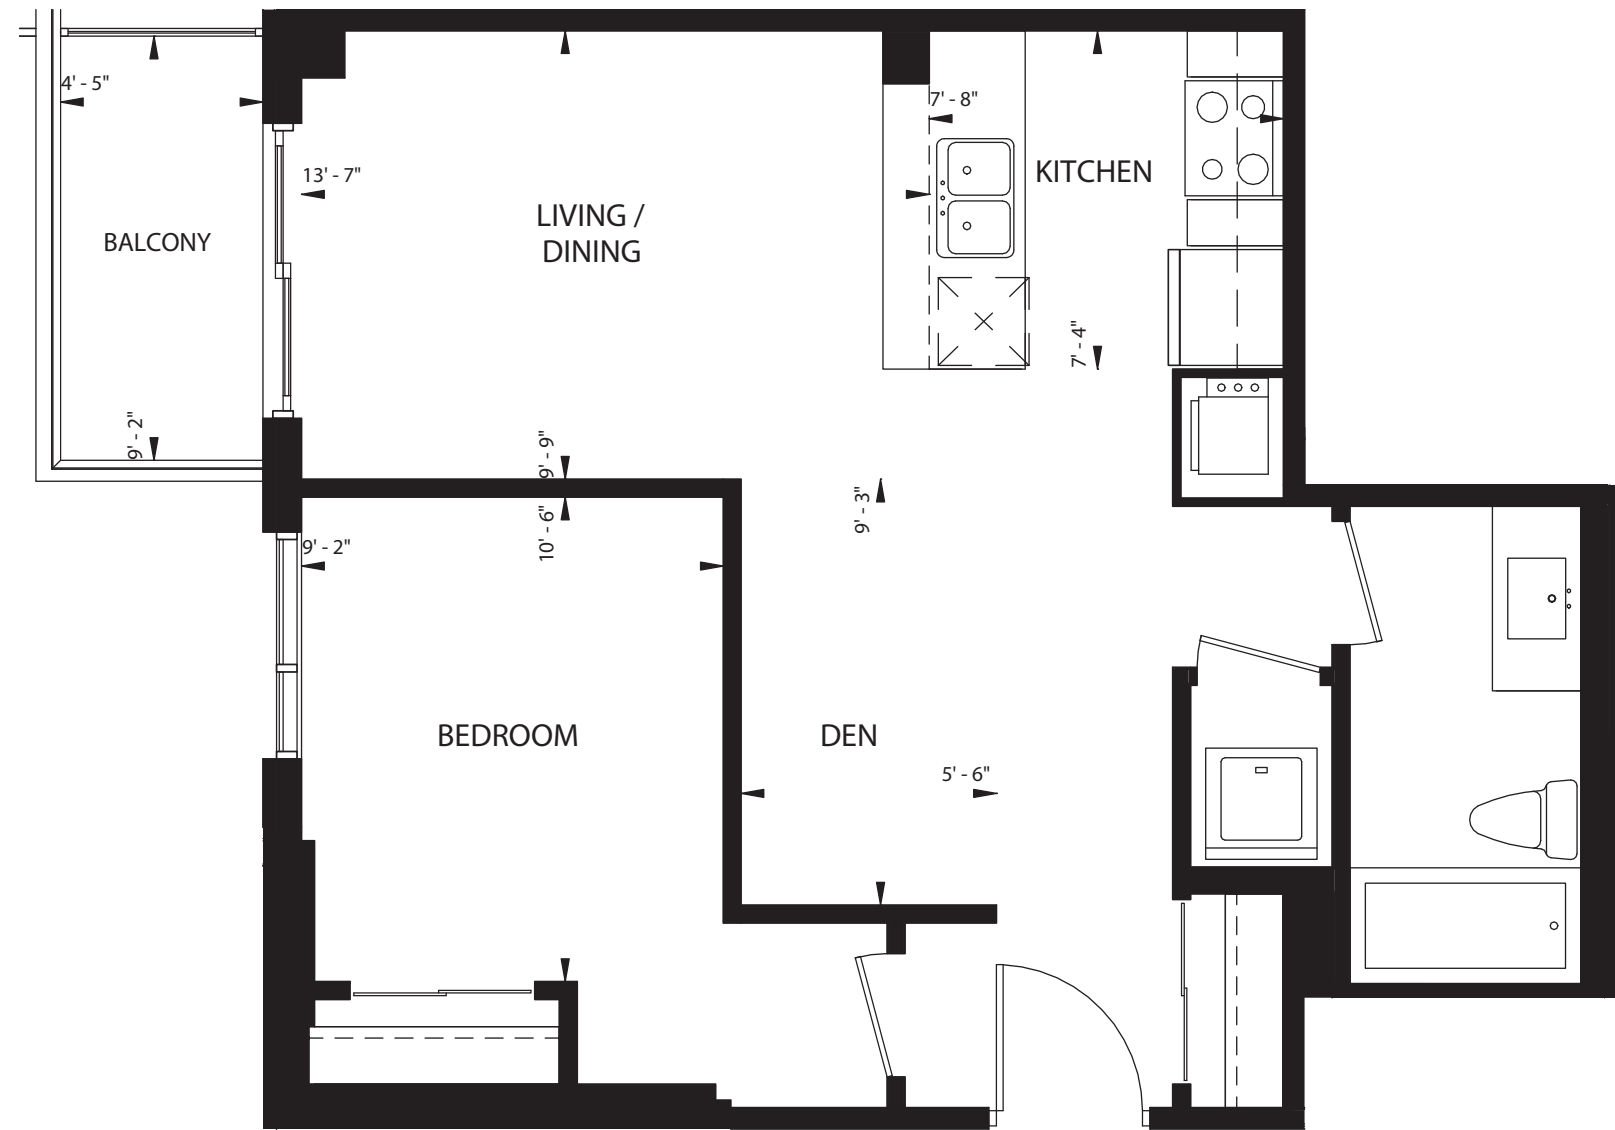 4' - 5"
7' - 8"
13' - 7"
KITCHEN
LIVING /
DINING
BALCONY
7' - 4"
9' - 2"
9' - 9"
9' - 3"
10' - 6"
9' - 2"
BEDROOM
DEN
5' - 6"